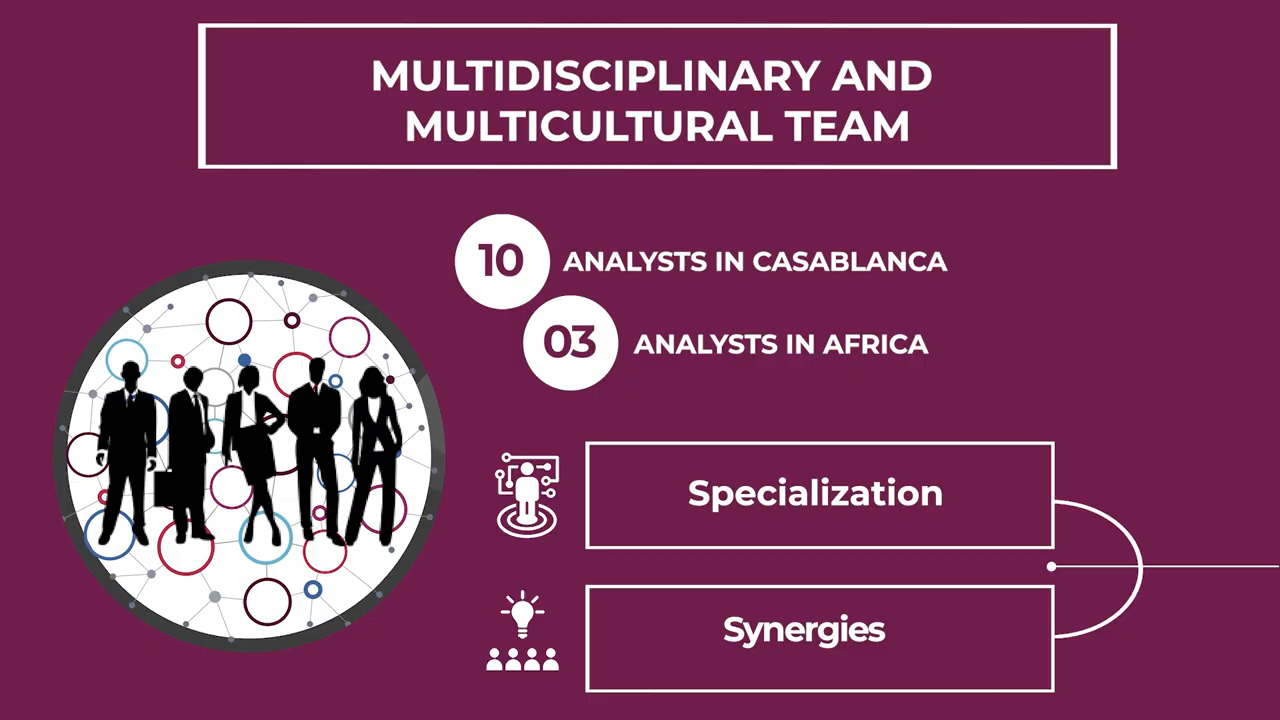 MULTIDISCIPLINARY AND
MULTICULTURAL TEAM
10 ANALYSTS IN CASABLANCA
03 ANALYSTS IN AFRICA
Specialization
Synergies